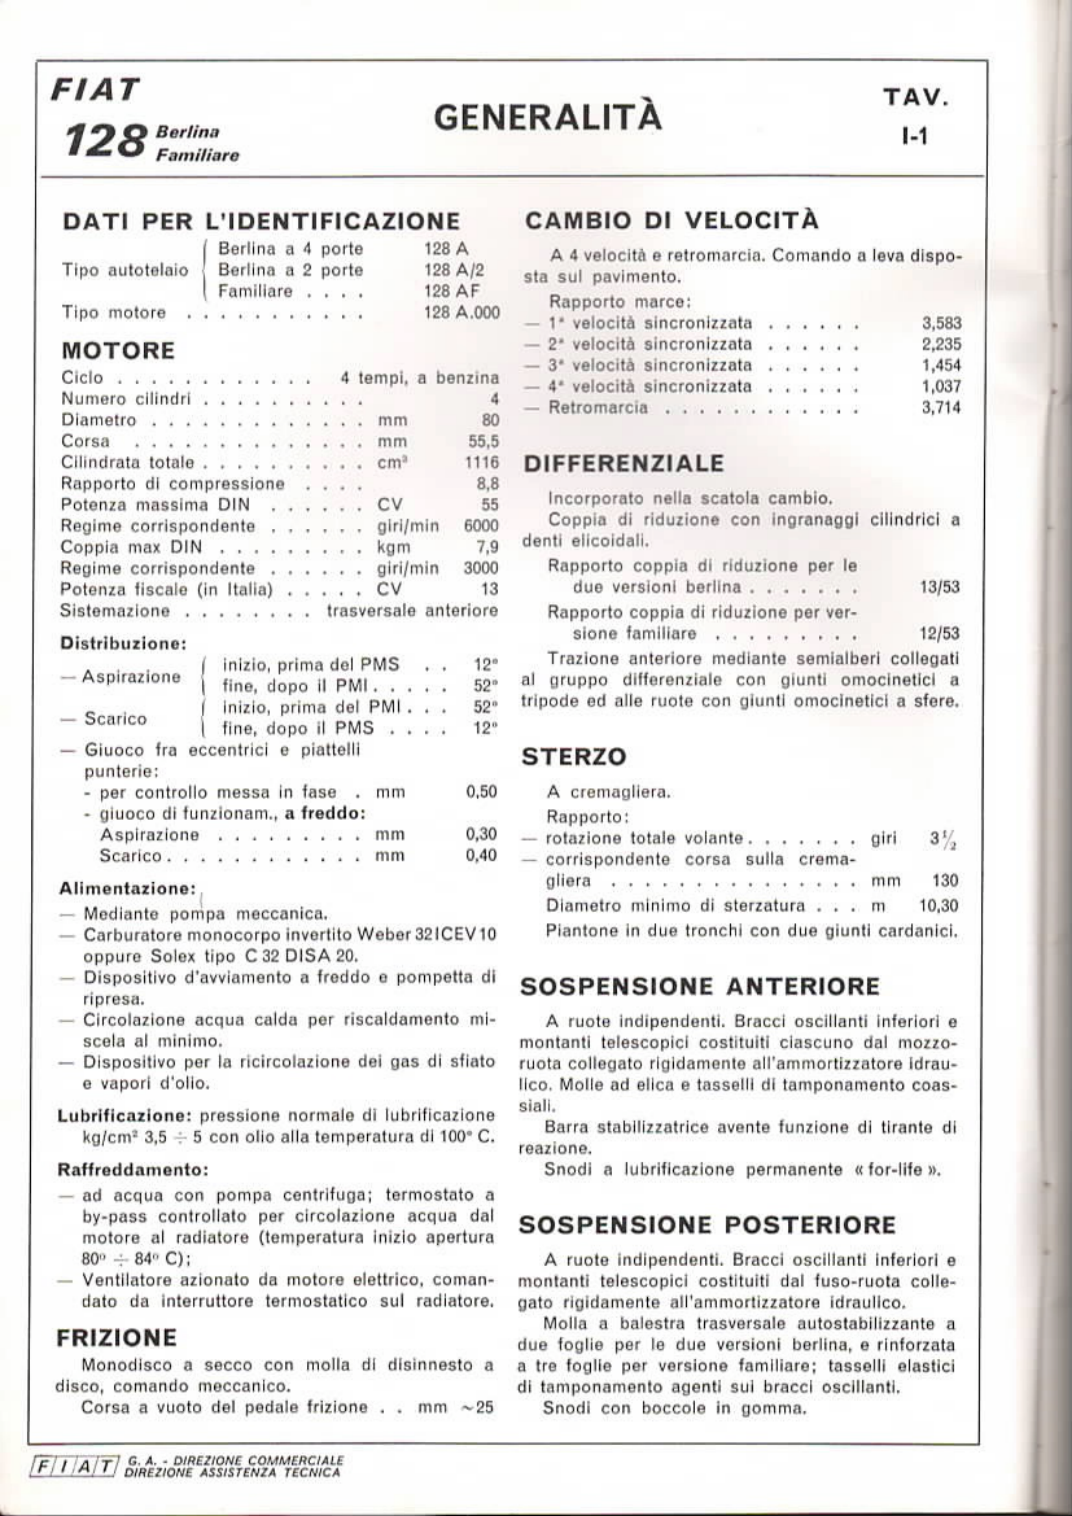 FIAT
128 Berlina
Familiare
GENERALITÀ
TAV.
I-1
DATI PER L'IDENTIFICAZIONE
Tipo autotelaio
Berlina a 4 porte 128 A
Berlina a 2 porte 128 A/2
Familiare . . . . 128 AF
Tipo motore . . . . . . . . . . . 128 A.000
MOTORE
Ciclo . . . . . . . . . . . . 4 tempi, a benzina
Numero cilindri . . . . . . . . . . 4
Diametro . . . . . . . . . . . . . mm 80
Corsa . . . . . . . . . . . . . . mm 55,5
Cilindrata totale . . . . . . . . . . cm³ 1116
Rapporto di compressione . . . . 8,8
Potenza massima DIN . . . . . . CV 55
Regime corrispondente . . . . . . giri/min 6000
Coppia max DIN . . . . . . . . . kgm 7,9
Regime corrispondente . . . . . . giri/min 3000
Potenza fiscale (in Italia) . . . . . CV 13
Sistemazione . . . . . . . . trasversale anteriore
Distribuzione:
— Aspirazione
inizio, prima del PMS . . 12°
fine, dopo il PMI . . . . . 52°
— Scarico
inizio, prima del PMI . . . 52°
fine, dopo il PMS . . . . 12°
— Giuoco fra eccentrici e piattelli
punterie:
- per controllo messa in fase . mm 0,50
- giuoco di funzionam., a freddo:
Aspirazione . . . . . . . . . mm 0,30
Scarico . . . . . . . . . . . . mm 0,40
Alimentazione:
— Mediante pompa meccanica.
— Carburatore monocorpo invertito Weber 32 ICEV 10
oppure Solex tipo C 32 DISA 20.
— Dispositivo d'avviamento a freddo e pompetta di
ripresa.
— Circolazione acqua calda per riscaldamento mi-
scela al minimo.
— Dispositivo per la ricircolazione dei gas di sfiato
e vapori d'olio.
Lubrificazione: pressione normale di lubrificazione
kg/cm² 3,5 ÷ 5 con olio alla temperatura di 100° C.
Raffreddamento:
— ad acqua con pompa centrifuga; termostato a
by-pass controllato per circolazione acqua dal
motore al radiatore (temperatura inizio apertura
80º ÷ 84º C);
— Ventilatore azionato da motore elettrico, coman-
dato da interruttore termostatico sul radiatore.
FRIZIONE
Monodisco a secco con molla di disinnesto a
disco, comando meccanico.
Corsa a vuoto del pedale frizione . . mm ~25
CAMBIO DI VELOCITÀ
A 4 velocità e retromarcia. Comando a leva dispo-
sta sul pavimento.
Rapporto marce:
— 1ª velocità sincronizzata . . . . . . 3,583
— 2ª velocità sincronizzata . . . . . . 2,235
— 3ª velocità sincronizzata . . . . . . 1,454
— 4ª velocità sincronizzata . . . . . . 1,037
— Retromarcia . . . . . . . . . . . . 3,714
DIFFERENZIALE
Incorporato nella scatola cambio.
Coppia di riduzione con ingranaggi cilindrici a
denti elicoidali.
Rapporto coppia di riduzione per le
due versioni berlina . . . . . . . 13/53
Rapporto coppia di riduzione per ver-
sione familiare . . . . . . . . . 12/53
Trazione anteriore mediante semialberi collegati
al gruppo differenziale con giunti omocinetici a
tripode ed alle ruote con giunti omocinetici a sfere.
STERZO
A cremagliera.
Rapporto:
— rotazione totale volante . . . . . . . giri 3½
— corrispondente corsa sulla crema-
gliera . . . . . . . . . . . . . . . mm 130
Diametro minimo di sterzatura . . . m 10,30
Piantone in due tronchi con due giunti cardanici.
SOSPENSIONE ANTERIORE
A ruote indipendenti. Bracci oscillanti inferiori e
montanti telescopici costituiti ciascuno dal mozzo-
ruota collegato rigidamente all'ammortizzatore idrau-
lico. Molle ad elica e tasselli di tamponamento coas-
siali.
Barra stabilizzatrice avente funzione di tirante di
reazione.
Snodi a lubrificazione permanente « for-life ».
SOSPENSIONE POSTERIORE
A ruote indipendenti. Bracci oscillanti inferiori e
montanti telescopici costituiti dal fuso-ruota colle-
gato rigidamente all'ammortizzatore idraulico.
Molla a balestra trasversale autostabilizzante a
due foglie per le due versioni berlina, e rinforzata
a tre foglie per versione familiare; tasselli elastici
di tamponamento agenti sui bracci oscillanti.
Snodi con boccole in gomma.
FIAT G. A. - DIREZIONE COMMERCIALE
DIREZIONE ASSISTENZA TECNICA